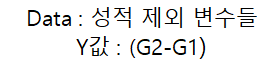 Data : 성적 제외 변수들
Y값 : (G2-G1)